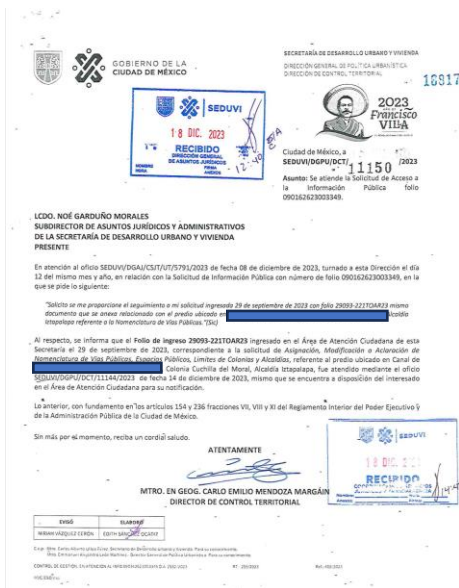 GOBIERNO DE LA
CIUDAD DE MÉXICO
SECRETARÍA DE DESARROLLO URBANO Y VIVIENDA
DIRECCIÓN GENERAL DE POLÍTICA URBANÍSTICA
DIRECCIÓN DE CONTROL TERRITORIAL
16917
2023
Francisco
VILLA
SEDUVI
18 DIC. 2023
RECIBIDO
DIRECCIÓN GENERAL
DE ASUNTOS JURÍDICOS
NOMBRE
HORA
FIRMA
ANEXOS
12:40
Ciudad de México, a
SEDUVI/DGPU/DCT/ 11150 /2023
Asunto: Se atiende la Solicitud de Acceso a
la Información Pública folio
090162623003349.
LCDO. NOÉ GARDUÑO MORALES
SUBDIRECTOR DE ASUNTOS JURÍDICOS Y ADMINISTRATIVOS
DE LA SECRETARÍA DE DESARROLLO URBANO Y VIVIENDA
PRESENTE
En atención al oficio SEDUVI/DGAJ/CSJT/UT/5791/2023 de fecha 08 de diciembre de 2023, turnado a esta Dirección el día
12 del mismo mes y año, en relación con la Solicitud de Información Pública con número de folio 090162623003349, en la
que se pide lo siguiente:
"Solicito se me proporcione el seguimiento a mi solicitud ingresada 29 de septiembre de 2023 con folio 29093-221TOAR23 mismo
documento que se anexa relacionado con el predio ubicado en Alcaldía
Iztapalapa referente a la Nomenclatura de Vías Públicas."(Sic)
Al respecto, se informa que el Folio de ingreso 29093-221TOAR23 ingresado en el Área de Atención Ciudadana de esta
Secretaría el 29 de septiembre de 2023, correspondiente a la solicitud de Asignación, Modificación o Aclaración de
Nomenclatura de Vías Públicas, Espacios Públicos, Límites de Colonias y Alcaldías, referente al predio ubicado en Canal de
Colonia Cuchilla del Moral, Alcaldía Iztapalapa, fue atendido mediante el oficio
SEDUVI/DGPU/DCT/11144/2023 de fecha 14 de diciembre de 2023, mismo que se encuentra a disposición del interesado
en el Área de Atención Ciudadana para su notificación.
Lo anterior, con fundamento en los artículos 154 y 236 fracciones VII, VIII y XI del Reglamento Interior del Poder Ejecutivo y
de la Administración Pública de la Ciudad de México.
Sin más por el momento, reciba un cordial saludo.
ATENTAMENTE
MTRO. EN GEOG. CARLO EMILIO MENDOZA MARGÁIN
DIRECTOR DE CONTROL TERRITORIAL
SEDUVI
18 DIC.
RECIBIDO
REVISÓ
ELABORÓ
MIRIAM VAZQUEZ CERÓN